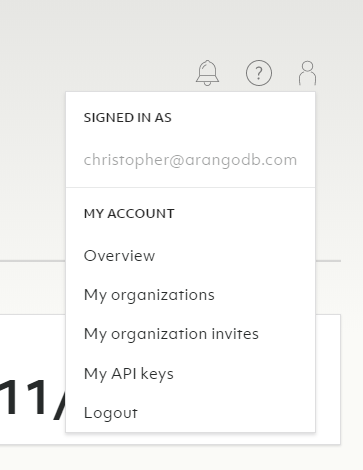 ?
SIGNED IN AS
christopher@arangodb.com
MY ACCOUNT
Overview
My organizations
My organization invites
My API keys
11/
Logout